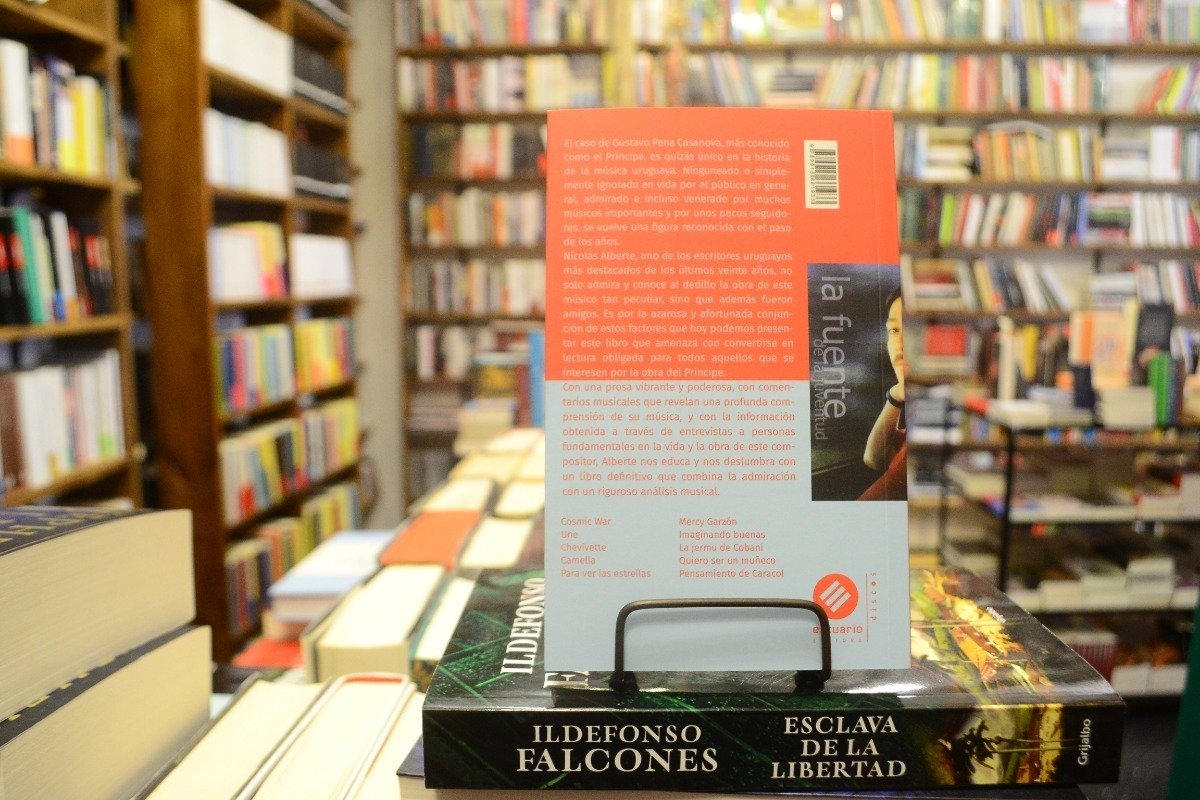 El caso de Gustavo Pena Casanova, más conocido
como el Príncipe, es quizás único en la historia
de la música uruguaya. Ninguneado o simple-
mente ignorado en vida por el público en gene-
ral, admirado e incluso venerado por muchos
músicos importantes y por unos pocos seguido-
res, se vuelve una figura reconocida con el paso
de los años.
Nicolás Alberte, uno de los escritores uruguayos
más destacados de los últimos veinte años, no
solo admira y conoce al dedillo la obra de este
músico tan peculiar, sino que además fueron
amigos. Es por la azarosa y afortunada conjun-
ción de estos factores que hoy podemos presen-
tar este libro que amenaza con convertirse en
lectura obligada para todos aquellos que se
interesen por la obra del Príncipe.
Con una prosa vibrante y poderosa, con comen-
tarios musicales que revelan una profunda com-
prensión de su música, y con la información
obtenida a través de entrevistas a personas
fundamentales en la vida y la obra de este com-
positor, Alberte nos educa y nos deslumbra con
un libro definitivo que combina la admiración
con un riguroso análisis musical.
Cosmic War
Une
Chevivette
Camella
Para ver las estrellas
Mercy Garzón
Imaginando buenas
La jermu de Cobani
Quiero ser un muñeco
Pensamiento de Caracol
la fuente
de la juventud
estuario
EDITORA
discos
ILDEFONSO
ILDEFONSO
FALCONES
ESCLAVA
DE LA
LIBERTAD
Grijalbo